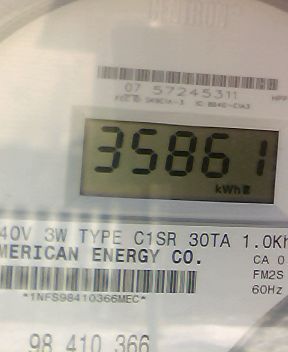 CENTRON
07 57245311
35861
kWh
40V 3W TYPE C1SR 30TA 1.0Kh
MERICAN ENERGY CO.
CA 0
FM2S
*1NFS98410366MEC*
60Hz
98 410 366